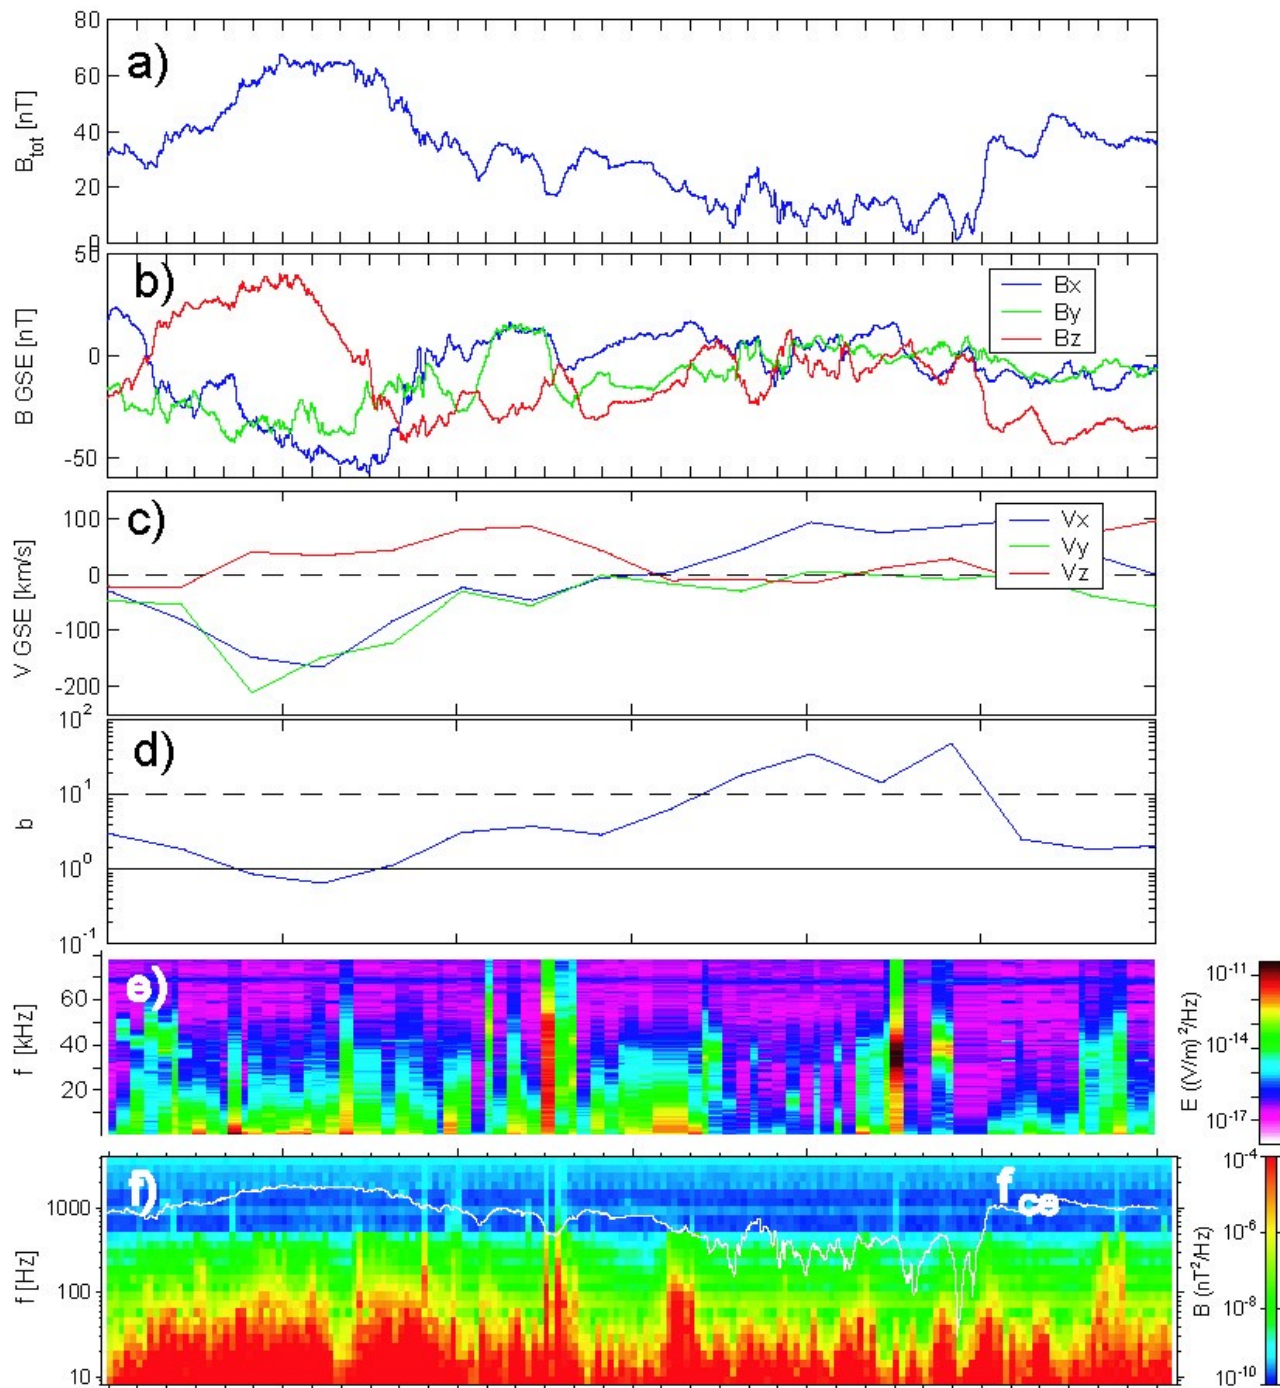 a)
B_tot [nT]
80
60
40
20
0
b)
B GSE [nT]
50
0
-50
Bx
By
Bz
c)
V GSE [km/s]
100
0
-100
-200
Vx
Vy
Vz
d)
b
10^2
10^1
10^0
10^-1
e)
f [kHz]
60
40
20
10^-11
10^-14
10^-17
E ((V/m)^2/Hz)
f)
f_ce
f [Hz]
1000
100
10
10^-4
10^-6
10^-8
10^-10
B (nT^2/Hz)